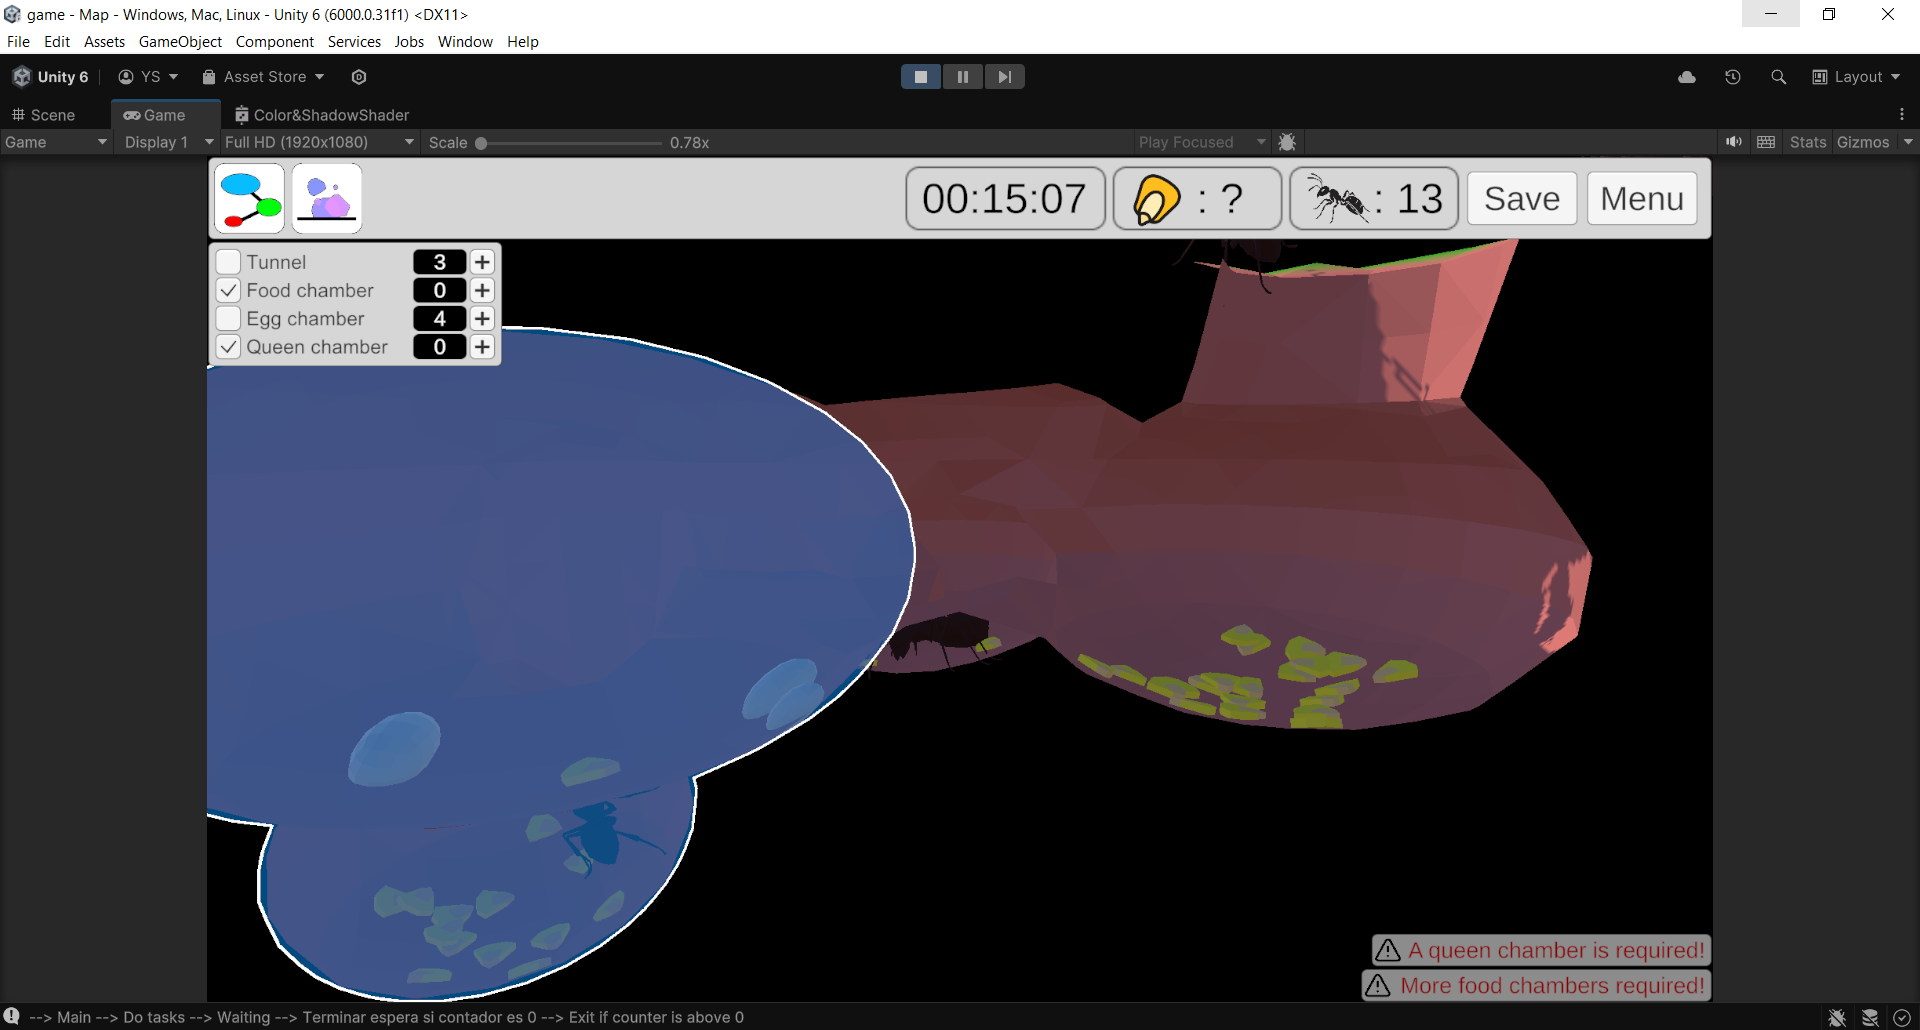 game - Map - Windows, Mac, Linux - Unity 6 (6000.0.31f1) <DX11>
File Edit Assets GameObject Component Services Jobs Window Help
Unity 6 YS Asset Store Layout
Scene Game Color&ShadowShader
Game Display 1 Full HD (1920x1080) Scale 0.78x Play Focused Stats Gizmos
00:15:07 : ? : 13 Save Menu
Tunnel 3 +
Food chamber 0 +
Egg chamber 4 +
Queen chamber 0 +
A queen chamber is required!
More food chambers required!
--> Main --> Do tasks --> Waiting --> Terminar espera si contador es 0 --> Exit if counter is above 0